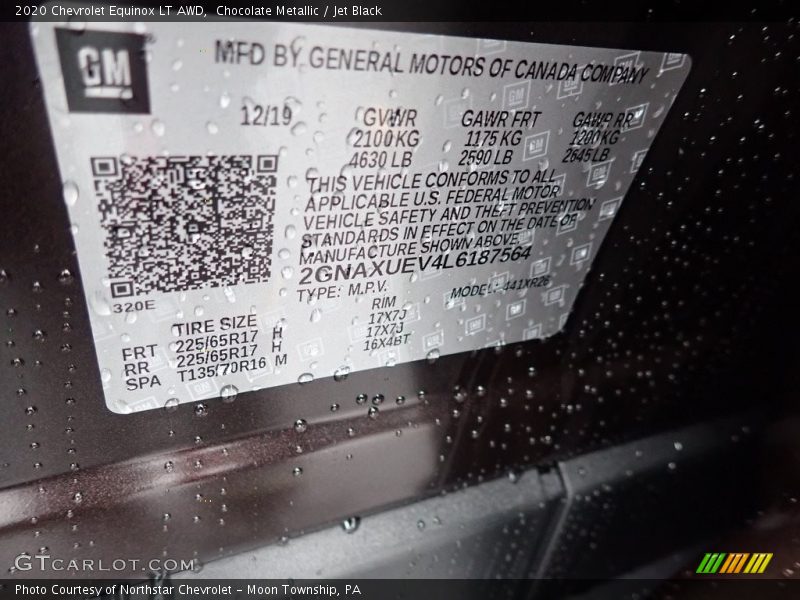 2020 Chevrolet Equinox LT AWD, Chocolate Metallic / Jet Black
GM
MFD BY GENERAL MOTORS OF CANADA COMPANY
12/19 GVWR GAWR FRT GAWR RR
2100 KG 1175 KG 1200 KG
4630 LB 2590 LB 2645 LB
THIS VEHICLE CONFORMS TO ALL
APPLICABLE U.S. FEDERAL MOTOR
VEHICLE SAFETY AND THEFT PREVENTION
STANDARDS IN EFFECT ON THE DATE OF
MANUFACTURE SHOWN ABOVE
2GNAXUEV4L6187564
TYPE: M.P.V. MODEL: 441XR26
320E
TIRE SIZE RIM
FRT 225/65R17 H 17X7J
RR 225/65R17 H 17X7J
SPA T135/70R16 M 16X4BT
GTCARLOT.COM
Photo Courtesy of Northstar Chevrolet – Moon Township, PA